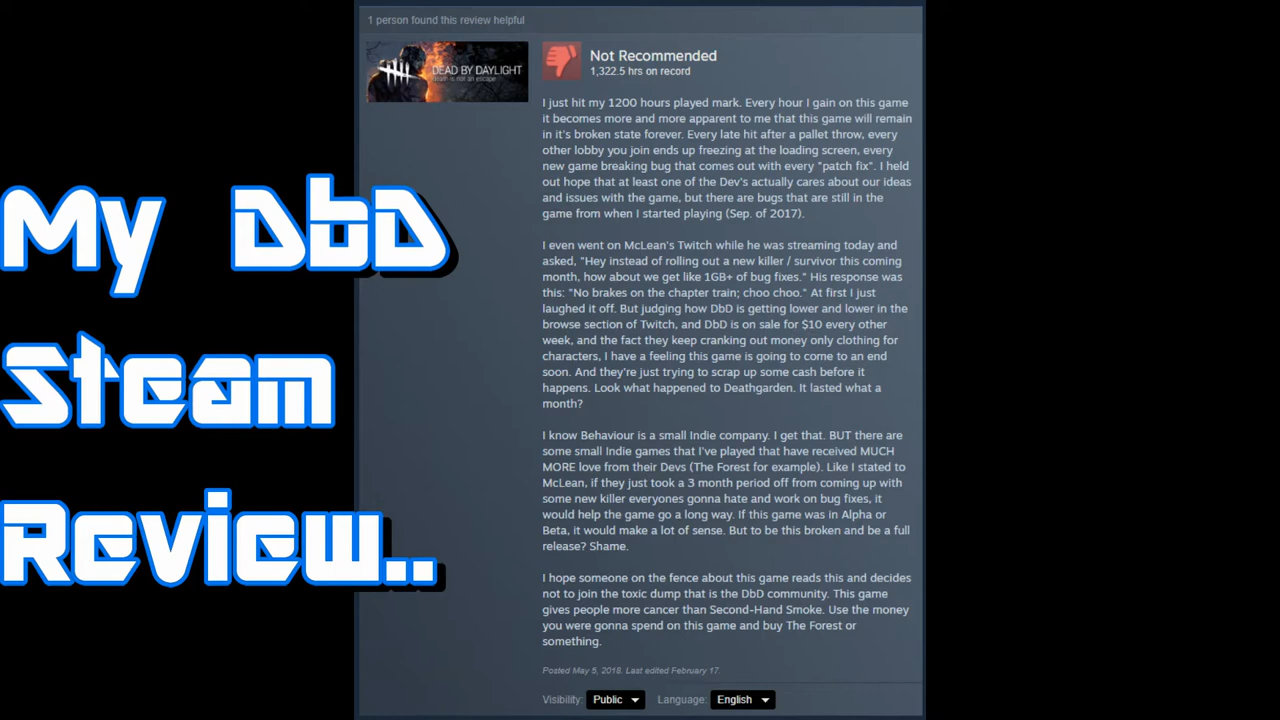 1 person found this review helpful
DEAD BY DAYLIGHT
death is not an escape
Not Recommended
1,322.5 hrs on record
I just hit my 1200 hours played mark. Every hour I gain on this game
it becomes more and more apparent to me that this game will remain
in it's broken state forever. Every late hit after a pallet throw, every
other lobby you join ends up freezing at the loading screen, every
new game breaking bug that comes out with every "patch fix". I held
out hope that at least one of the Dev's actually cares about our ideas
and issues with the game, but there are bugs that are still in the
game from when I started playing (Sep. of 2017).
I even went on McLean's Twitch while he was streaming today and
asked, "Hey instead of rolling out a new killer / survivor this coming
month, how about we get like 1GB+ of bug fixes." His response was
this: "No brakes on the chapter train; choo choo." At first I just
laughed it off. But judging how DbD is getting lower and lower in the
browse section of Twitch, and DbD is on sale for $10 every other
week, and the fact they keep cranking out money only clothing for
characters, I have a feeling this game is going to come to an end
soon. And they're just trying to scrap up some cash before it
happens. Look what happened to Deathgarden. It lasted what a
month?
I know Behaviour is a small Indie company. I get that. BUT there are
some small Indie games that I've played that have received MUCH
MORE love from their Devs (The Forest for example). Like I stated to
McLean, if they just took a 3 month period off from coming up with
some new killer everyones gonna hate and work on bug fixes, it
would help the game go a long way. If this game was in Alpha or
Beta, it would make a lot of sense. But to be this broken and be a full
release? Shame.
I hope someone on the fence about this game reads this and decides
not to join the toxic dump that is the DbD community. This game
gives people more cancer than Second-Hand Smoke. Use the money
you were gonna spend on this game and buy The Forest or
something.
Posted May 5, 2018. Last edited February 17.
Visibility: Public Language: English
My DbD
Steam
Review..